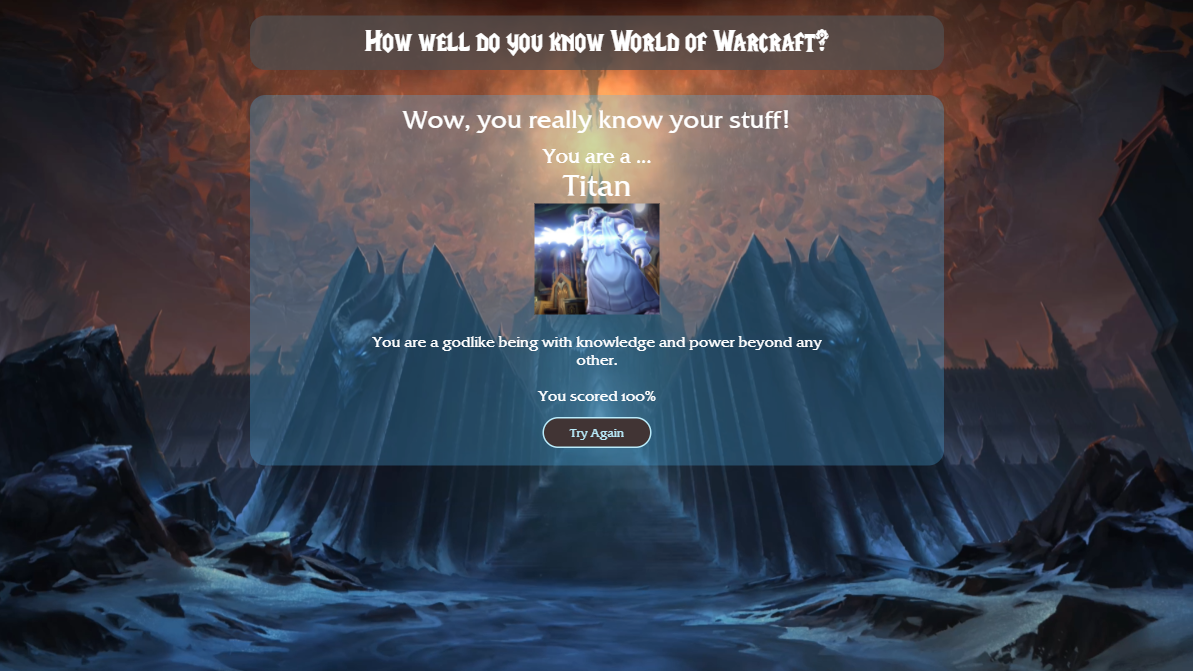 How well do you know World of Warcraft?
Wow, you really know your stuff!
You are a ...
Titan
You are a godlike being with knowledge and power beyond any
other.
You scored 100%
Try Again